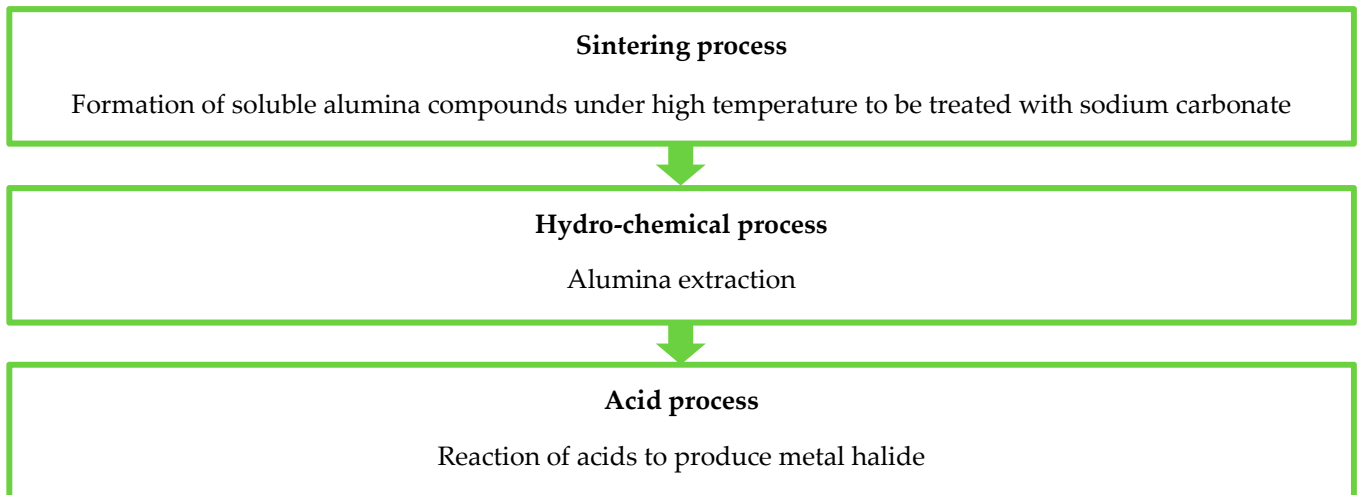 Sintering process
Formation of soluble alumina compounds under high temperature to be treated with sodium carbonate
Hydro-chemical process
Alumina extraction
Acid process
Reaction of acids to produce metal halide